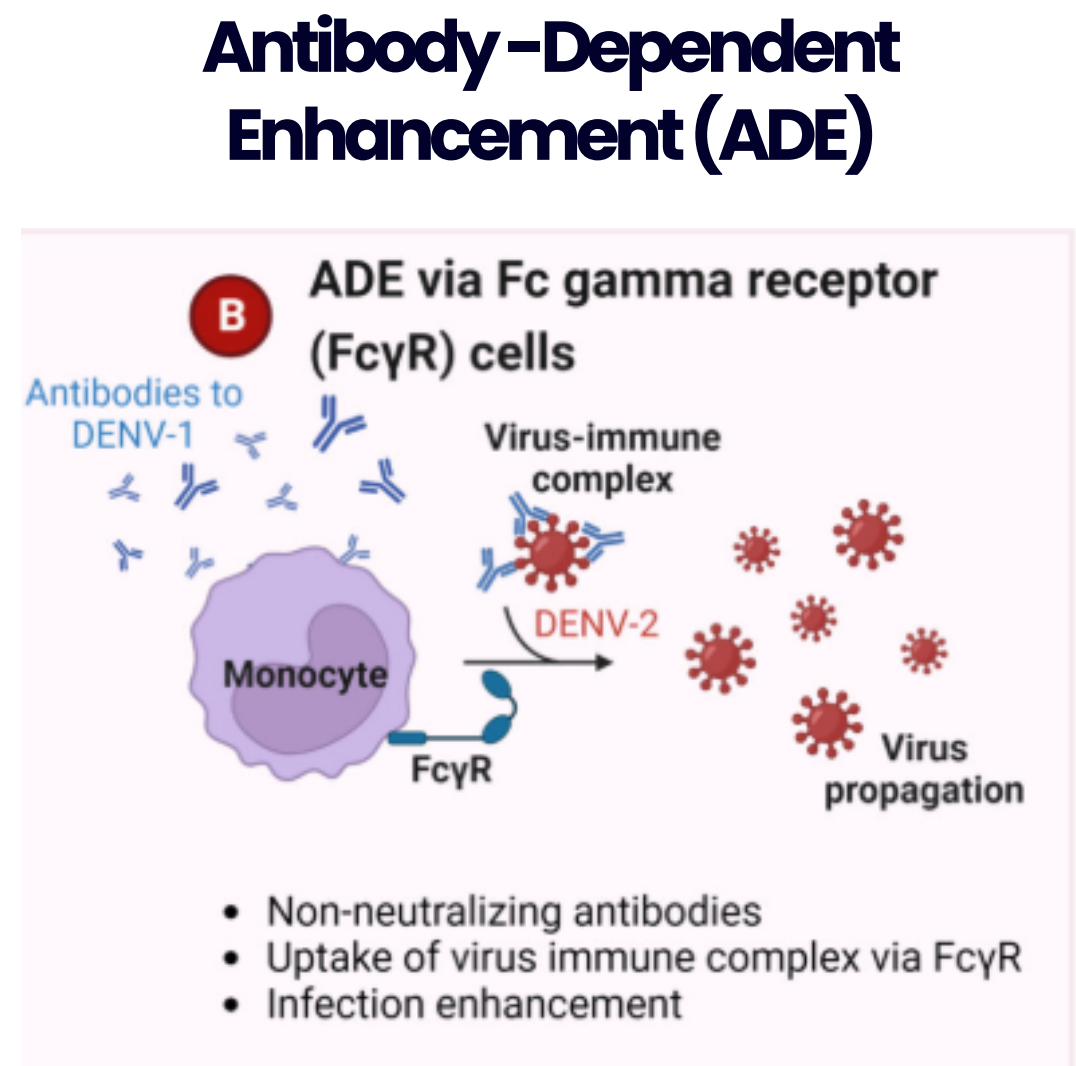 Antibody-Dependent
Enhancement (ADE)
B
ADE via Fc gamma receptor
(FcγR) cells
Antibodies to
DENV-1
Virus-immune
complex
DENV-2
Monocyte
FcγR
Virus
propagation
• Non-neutralizing antibodies
• Uptake of virus immune complex via FcγR
• Infection enhancement